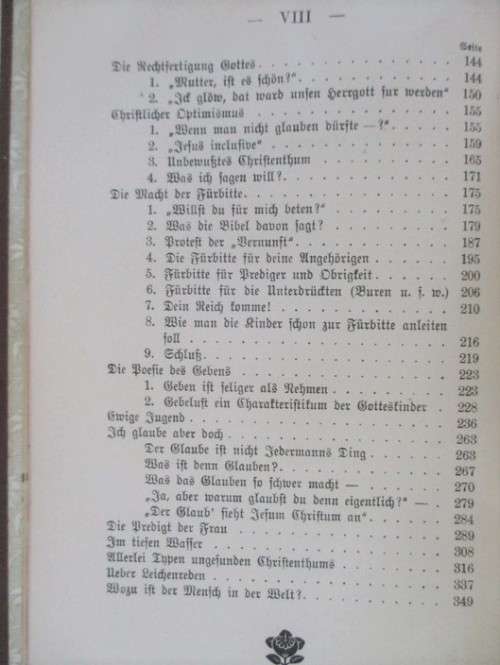 — VIII —
Seite
Die Rechtfertigung Gottes. . . . . . . . . . . . 144
1. „Mutter, ist es schön?“. . . . . . . . . . . 144
2. „Ick glöw, dat ward unsen Herrgott sur werden“ 150
Christlicher Optimismus . . . . . . . . . . . . 155
1. „Wenn man nicht glauben dürfte —?“. . . . . 155
2. „Jesus inclusive“ . . . . . . . . . . . . . 159
3. Unbewußtes Christenthum . . . . . . . . . 165
4. Was ich sagen will?. . . . . . . . . . . . 171
Die Macht der Fürbitte . . . . . . . . . . . . . 175
1. „Willst du für mich beten?“ . . . . . . . . . 175
2. Was die Bibel davon sagt? . . . . . . . . . 179
3. Protest der „Vernunft“. . . . . . . . . . . 187
4. Die Fürbitte für deine Angehörigen . . . . . 195
5. Fürbitte für Prediger und Obrigkeit . . . . . 200
6. Fürbitte für die Unterdrückten (Buren u. s. w.) 206
7. Dein Reich komme! . . . . . . . . . . . . 210
8. Wie man die Kinder schon zur Fürbitte anleiten
soll . . . . . . . . . . . . . . . . . . 216
9. Schluß. . . . . . . . . . . . . . . . . . 219
Die Poesie des Gebens . . . . . . . . . . . . . 223
1. Geben ist seliger als Nehmen . . . . . . . . 223
2. Gebelust ein Charakteristikum der Gotteskinder . 228
Ewige Jugend . . . . . . . . . . . . . . . . . 236
Ich glaube aber doch . . . . . . . . . . . . . . 263
Der Glaube ist nicht Jedermanns Ding . . . . . 263
Was ist denn Glauben? . . . . . . . . . . . . 267
Was das Glauben so schwer macht — . . . . . . 270
„Ja, aber warum glaubst du denn eigentlich?“ — . 279
„Der Glaub’ sieht Jesum Christum an“ . . . . . . 284
Die Predigt der Frau . . . . . . . . . . . . . 289
Im tiefen Wasser . . . . . . . . . . . . . . . 308
Allerlei Typen ungesunden Christenthums . . . . . 316
Ueber Leichenreden . . . . . . . . . . . . . . 337
Wozu ist der Mensch in der Welt?. . . . . . . . . 349